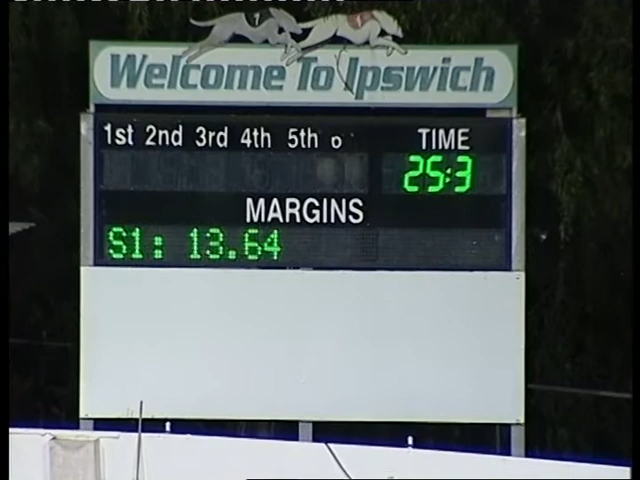 Welcome To Ipswich
1st 2nd 3rd 4th 5th o TIME
25:3
MARGINS
S1: 13.64